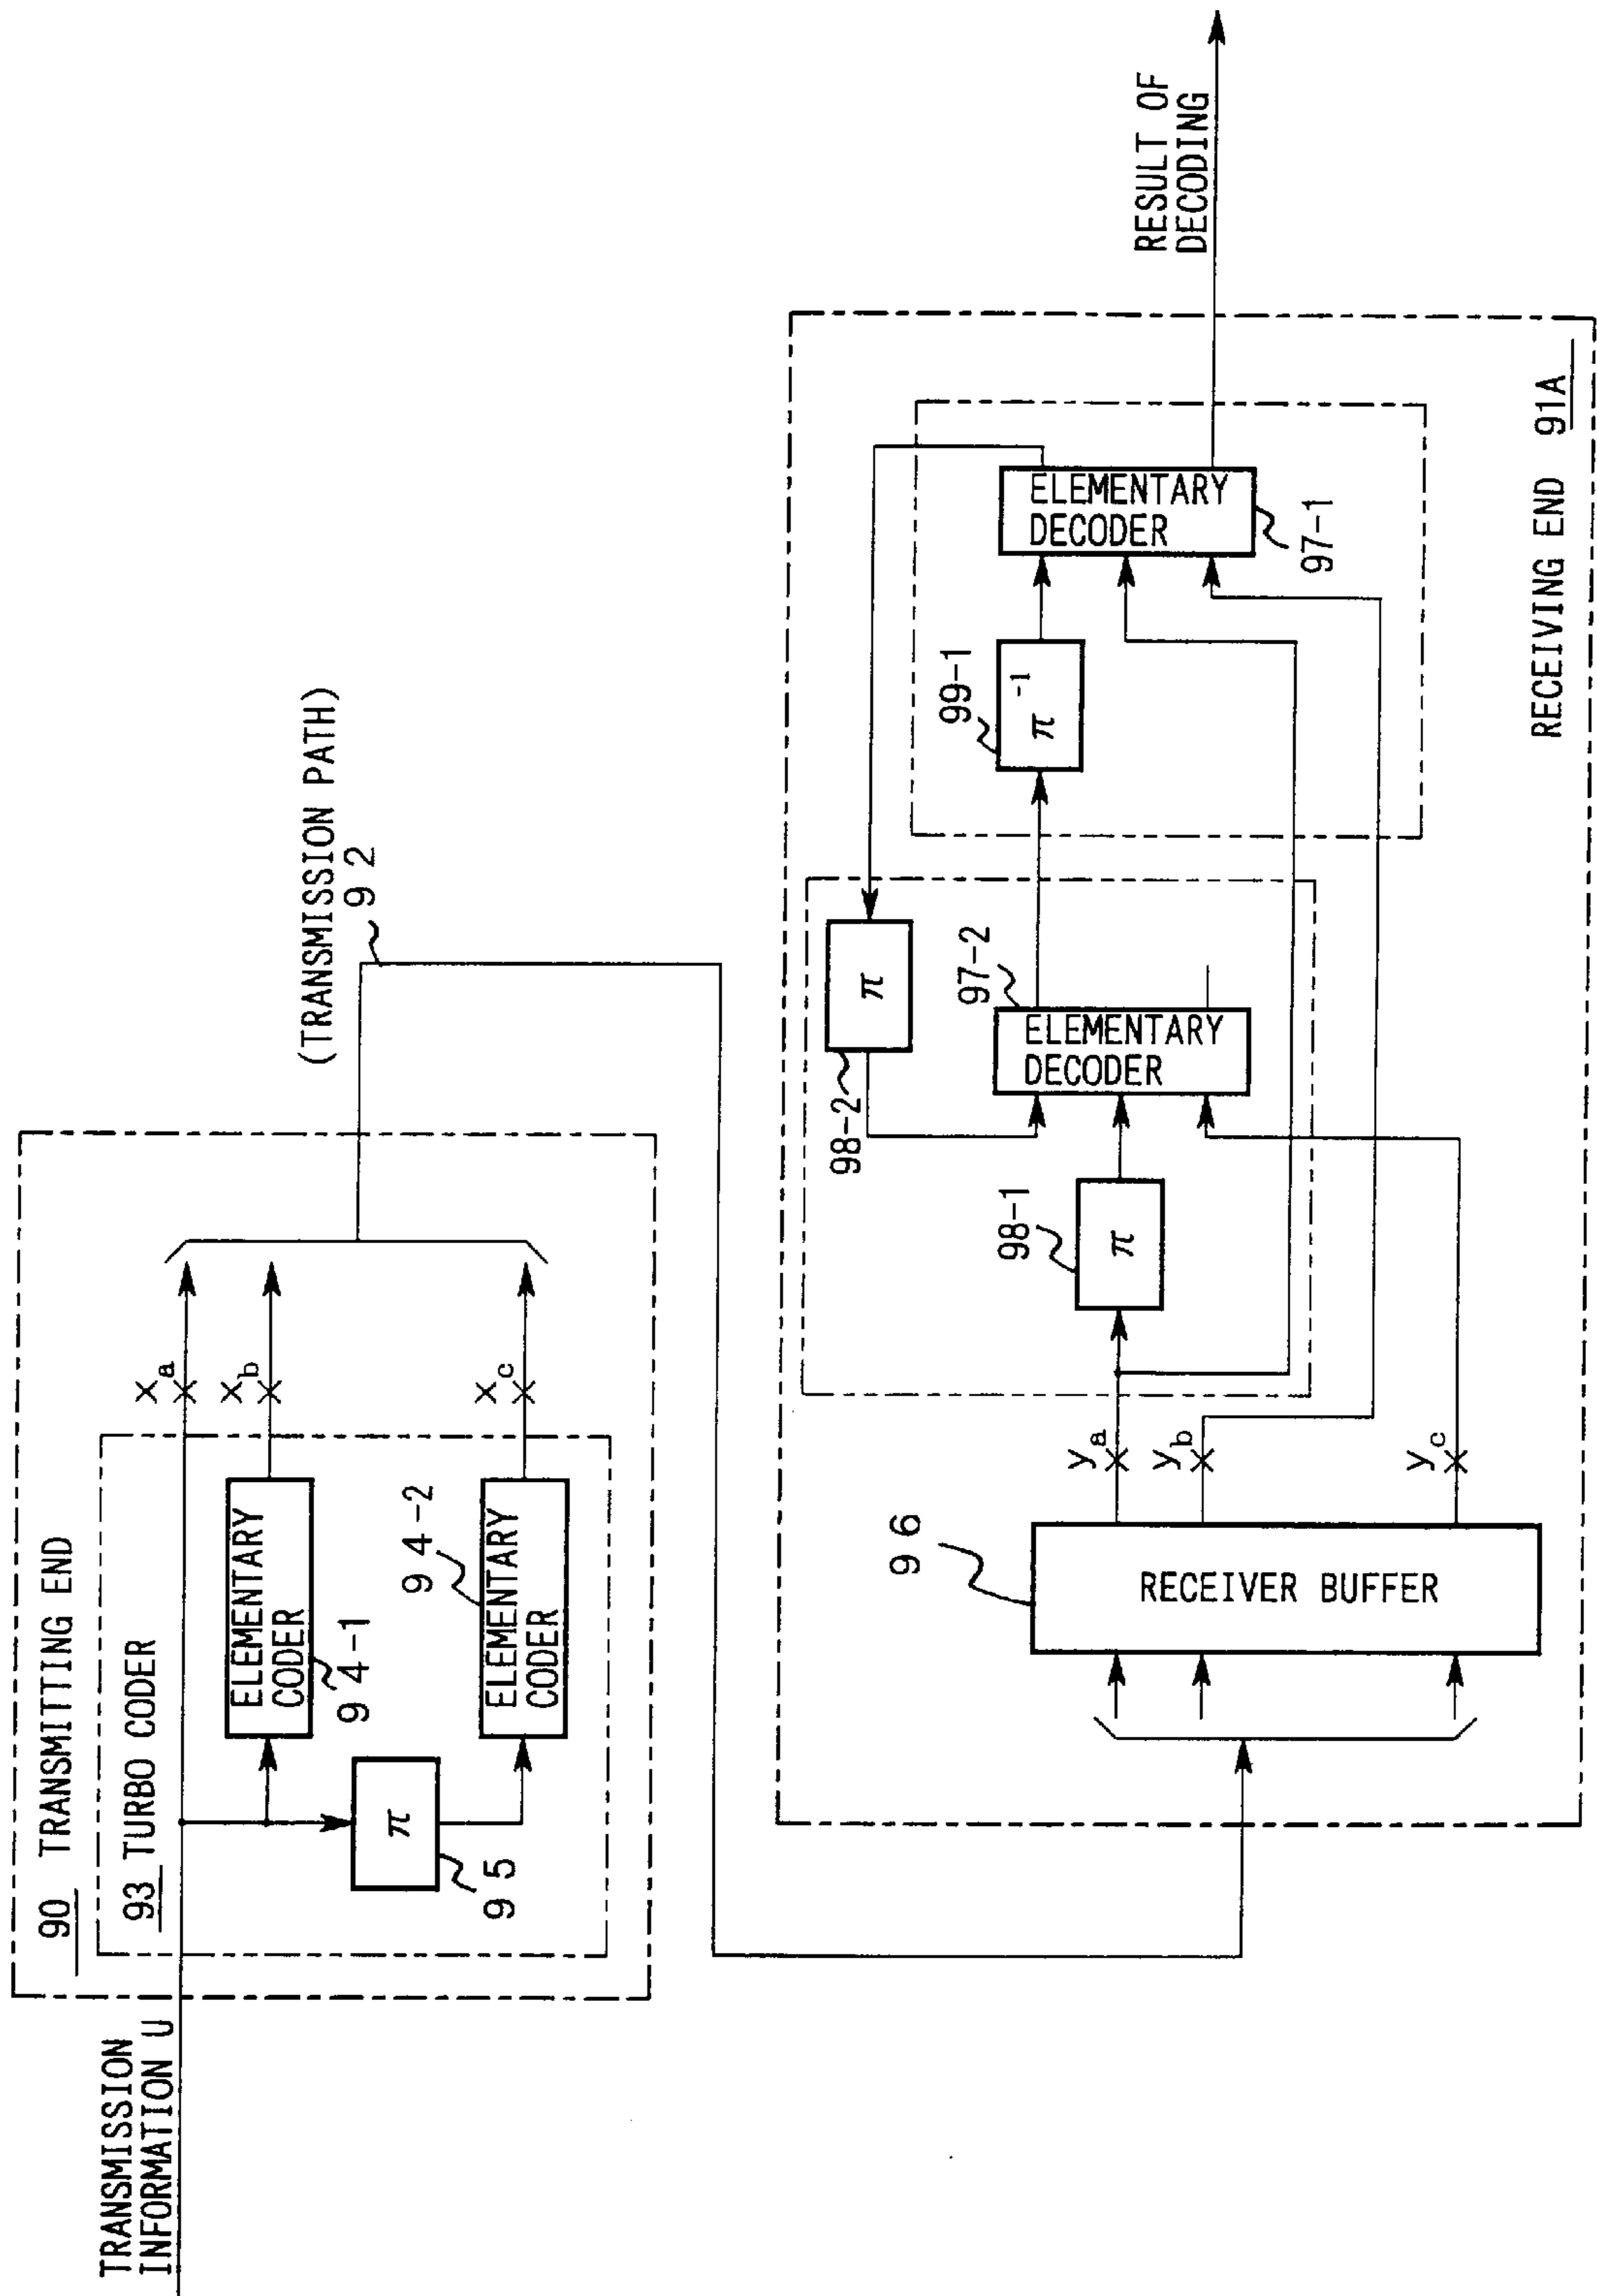 TRANSMISSION
INFORMATION U
90 TRANSMITTING END
93 TURBO CODER
ELEMENTARY
CODER
94-1
π
95
ELEMENTARY
CODER
94-2
xa
xb
xc
(TRANSMISSION PATH)
92
96
RECEIVER BUFFER
ya
yb
yc
98-1
π
98-2
π
97-2
ELEMENTARY
DECODER
99-1
π-1
ELEMENTARY
DECODER
97-1
RECEIVING END 91A
RESULT OF
DECODING